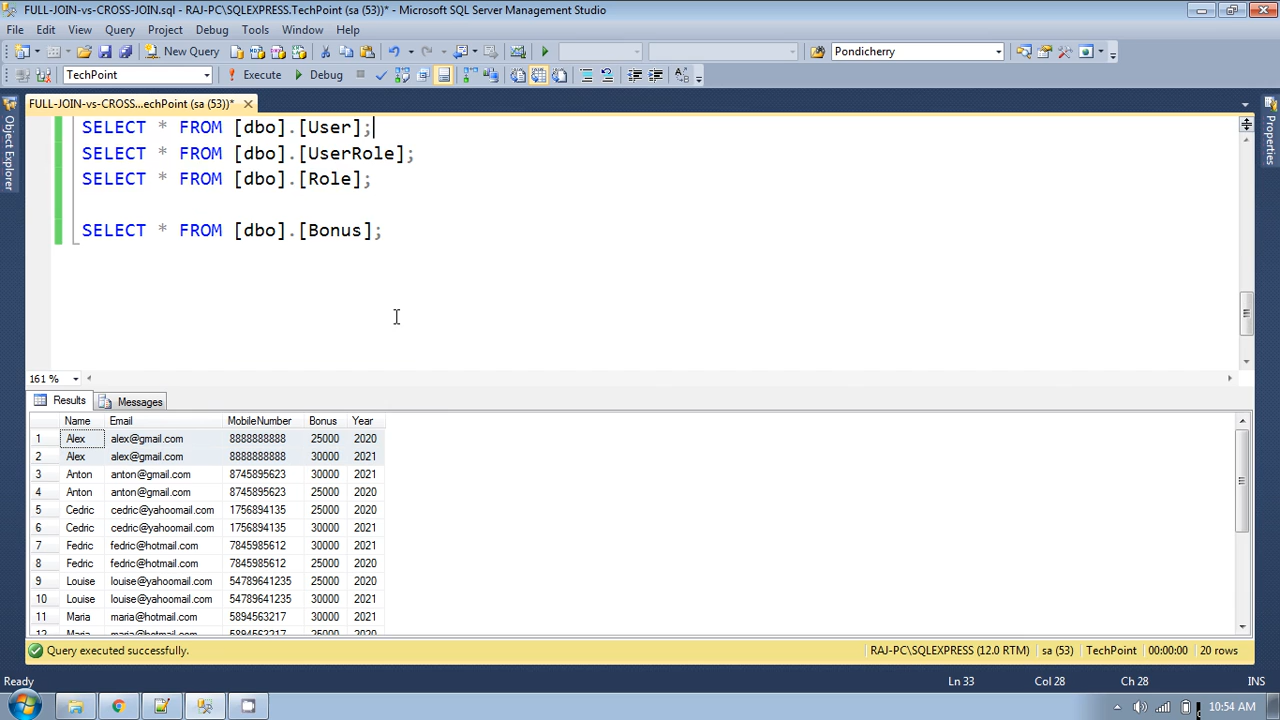 FULL-JOIN-vs-CROSS-JOIN.sql - RAJ-PC\SQLEXPRESS.TechPoint (sa (53))* - Microsoft SQL Server Management Studio
File Edit View Query Project Debug Tools Window Help
New Query Pondicherry
TechPoint Execute Debug
FULL-JOIN-vs-CROSS...echPoint (sa (53))*
Object Explorer
Properties
SELECT * FROM [dbo].[User];
SELECT * FROM [dbo].[UserRole];
SELECT * FROM [dbo].[Role];
SELECT * FROM [dbo].[Bonus];
161 %
Results Messages
Name Email MobileNumber Bonus Year
1 Alex alex@gmail.com 8888888888 25000 2020
2 Alex alex@gmail.com 8888888888 30000 2021
3 Anton anton@gmail.com 8745895623 30000 2021
4 Anton anton@gmail.com 8745895623 25000 2020
5 Cedric cedric@yahoomail.com 1756894135 25000 2020
6 Cedric cedric@yahoomail.com 1756894135 30000 2021
7 Fedric fedric@hotmail.com 7845985612 30000 2021
8 Fedric fedric@hotmail.com 7845985612 25000 2020
9 Louise louise@yahoomail.com 54789641235 25000 2020
10 Louise louise@yahoomail.com 54789641235 30000 2021
11 Maria maria@hotmail.com 5894563217 30000 2021
12 Maria maria@hotmail.com 5894563217 25000 2020
Query executed successfully. RAJ-PC\SQLEXPRESS (12.0 RTM) sa (53) TechPoint 00:00:00 20 rows
Ready Ln 33 Col 28 Ch 28 INS
10:54 AM